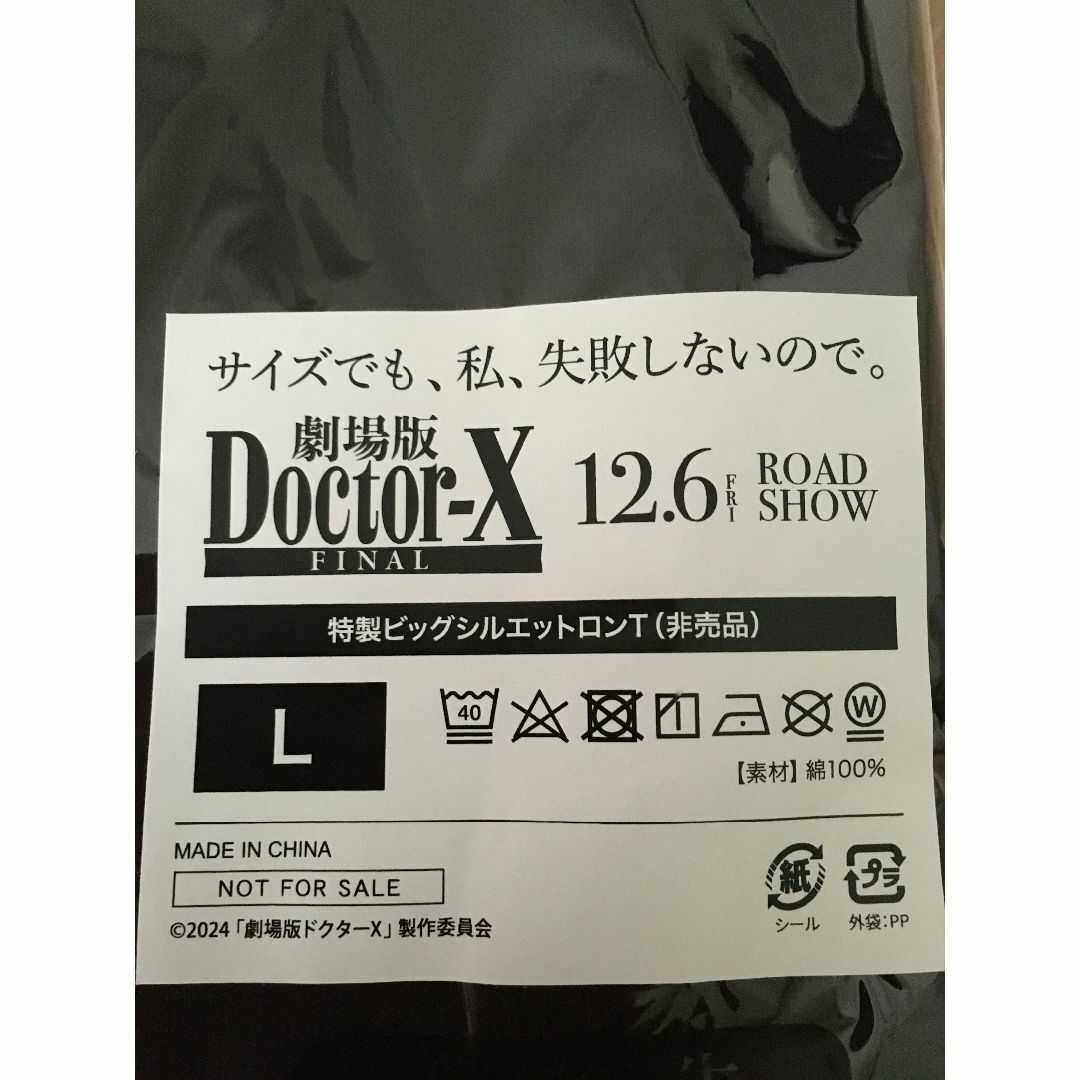 サイズでも、私、失敗しないので。
劇場版
Doctor-X
FINAL
12.6 FRI ROAD SHOW
特製ビッグシルエットロンT（非売品）
L
40
W
【素材】綿100%
MADE IN CHINA
NOT FOR SALE
©2024「劇場版ドクターX」製作委員会
紙
シール
プラ
外袋：PP